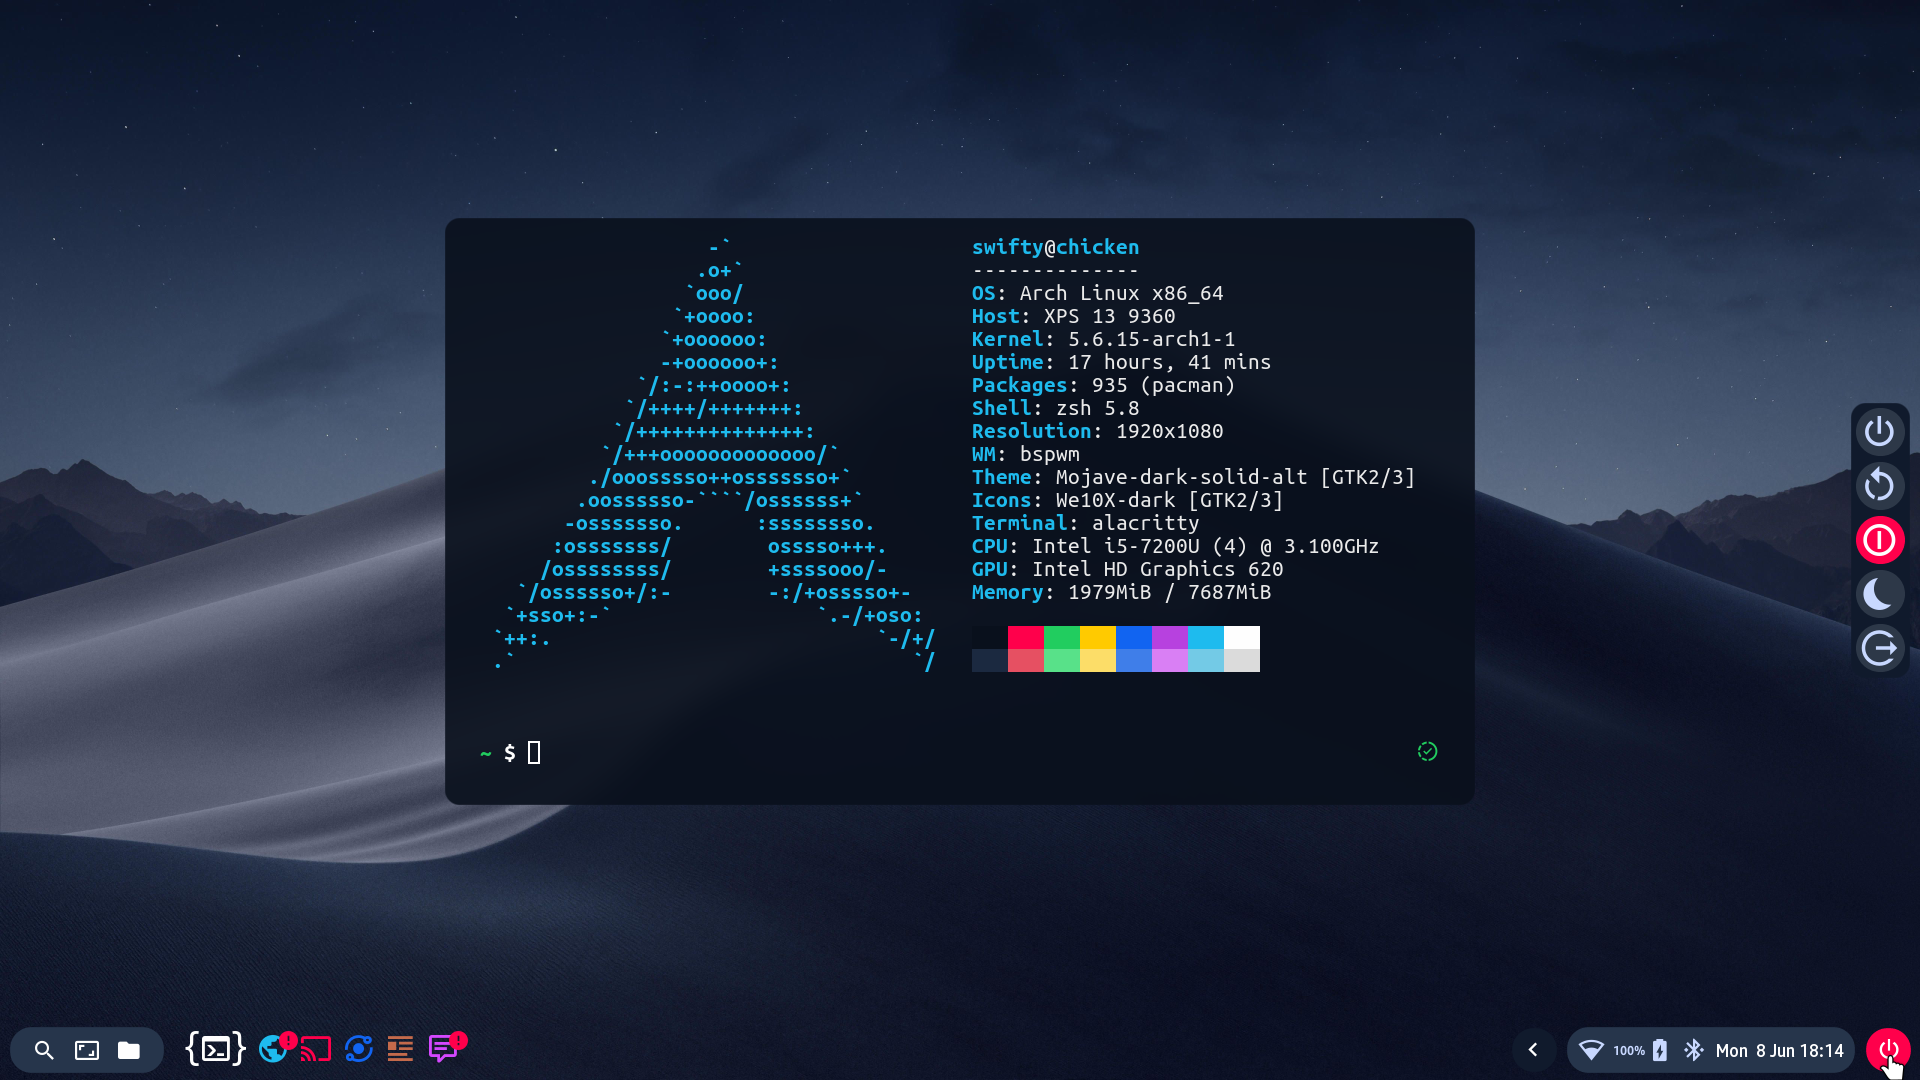 swifty@chicken
--------------
OS: Arch Linux x86_64
Host: XPS 13 9360
Kernel: 5.6.15-arch1-1
Uptime: 17 hours, 41 mins
Packages: 935 (pacman)
Shell: zsh 5.8
Resolution: 1920x1080
WM: bspwm
Theme: Mojave-dark-solid-alt [GTK2/3]
Icons: We10X-dark [GTK2/3]
Terminal: alacritty
CPU: Intel i5-7200U (4) @ 3.100GHz
GPU: Intel HD Graphics 620
Memory: 1979MiB / 7687MiB
~ $
100%
Mon 8 Jun 18:14